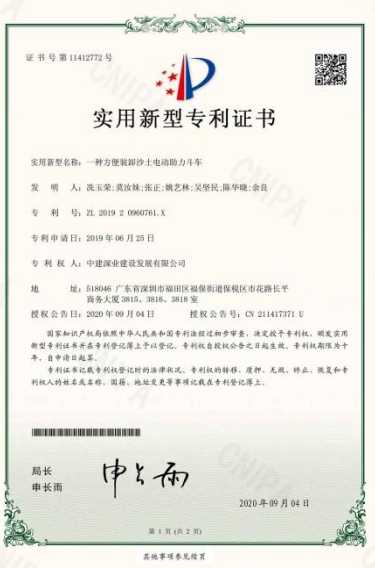 证书号第11412772号
实用新型专利证书
实用新型名称：一种方便装卸沙土电动助力斗车
发 明 人：冼玉荣;莫汝妹;张正;姚艺林;吴坚民;陈华晓;余良
专 利 号：ZL 2019 2 0960761.X
专利申请日：2019年06月25日
专 利 权 人：中建深业建设发展有限公司
地 址：518046 广东省深圳市福田区福保街道保税区市花路长平
商务大厦3815、3816、3818室
授权公告日：2020年09月04日 授权公告号：CN 211417371 U
国家知识产权局依照中华人民共和国专利法经过初步审查，决定授予专利权，颁发实用
新型专利证书并在专利登记簿上予以登记。专利权自授权公告之日起生效。专利权期限为十
年，自申请日起算。
专利证书记载专利权登记时的法律状况。专利权的转移、质押、无效、终止、恢复和专
利权人的姓名或名称、国籍、地址变更等事项记载在专利登记簿上。
局长
申长雨
申长雨
2020年09月04日
第 1 页 (共 2 页)
其他事项参见续页
CNIPA
CNIPA
CNIPA